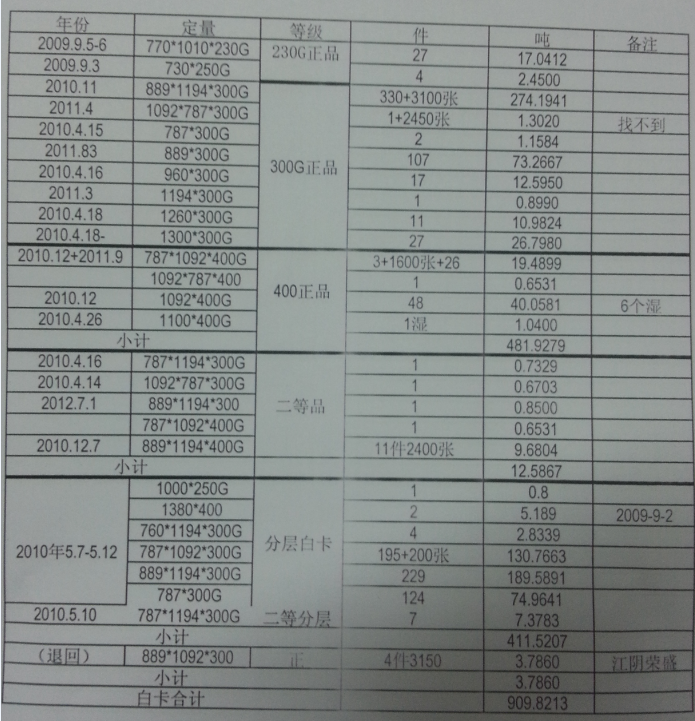 年份 定量 等级 件 吨 备注
2009.9.5-6 770*1010*230G 230G正品 27 17.0412
2009.9.3 730*250G 4 2.4500
2010.11 889*1194*300G 300G正品 330+3100张 274.1941
2011.4 1092*787*300G 1+2450张 1.3020 找不到
2010.4.15 787*300G 2 1.1584
2011.83 889*300G 107 73.2667
2010.4.16 960*300G 17 12.5950
2011.3 1194*300G 1 0.8990
2010.4.18 1260*300G 11 10.9824
2010.4.18- 1300*300G 27 26.7980
2010.12+2011.9 787*1092*400G 400正品 3+1600张+26 19.4899
1092*787*400 1 0.6531
2010.12 1092*400G 48 40.0581 6个湿
2010.4.26 1100*400G 1湿 1.0400
小计 481.9279
2010.4.16 787*1194*300G 二等品 1 0.7329
2010.4.14 1092*787*300G 1 0.6703
2012.7.1 889*1194*300 1 0.8500
787*1092*400G 1 0.6531
2010.12.7 889*1194*400G 11件2400张 9.6804
小计 12.5867
2010年5.7-5.12 1000*250G 分层白卡 1 0.8
1380*400 2 5.189 2009-9-2
760*1194*300G 4 2.8339
787*1092*300G 195+200张 130.7663
889*1194*300G 229 189.5891
787*300G 124 74.9641
2010.5.10 787*1194*300G 二等分层 7 7.3783
小计 411.5207
（退回） 889*1092*300 正 4件3150 3.7860 江阴荣盛
小计 3.7860
白卡合计 909.8213